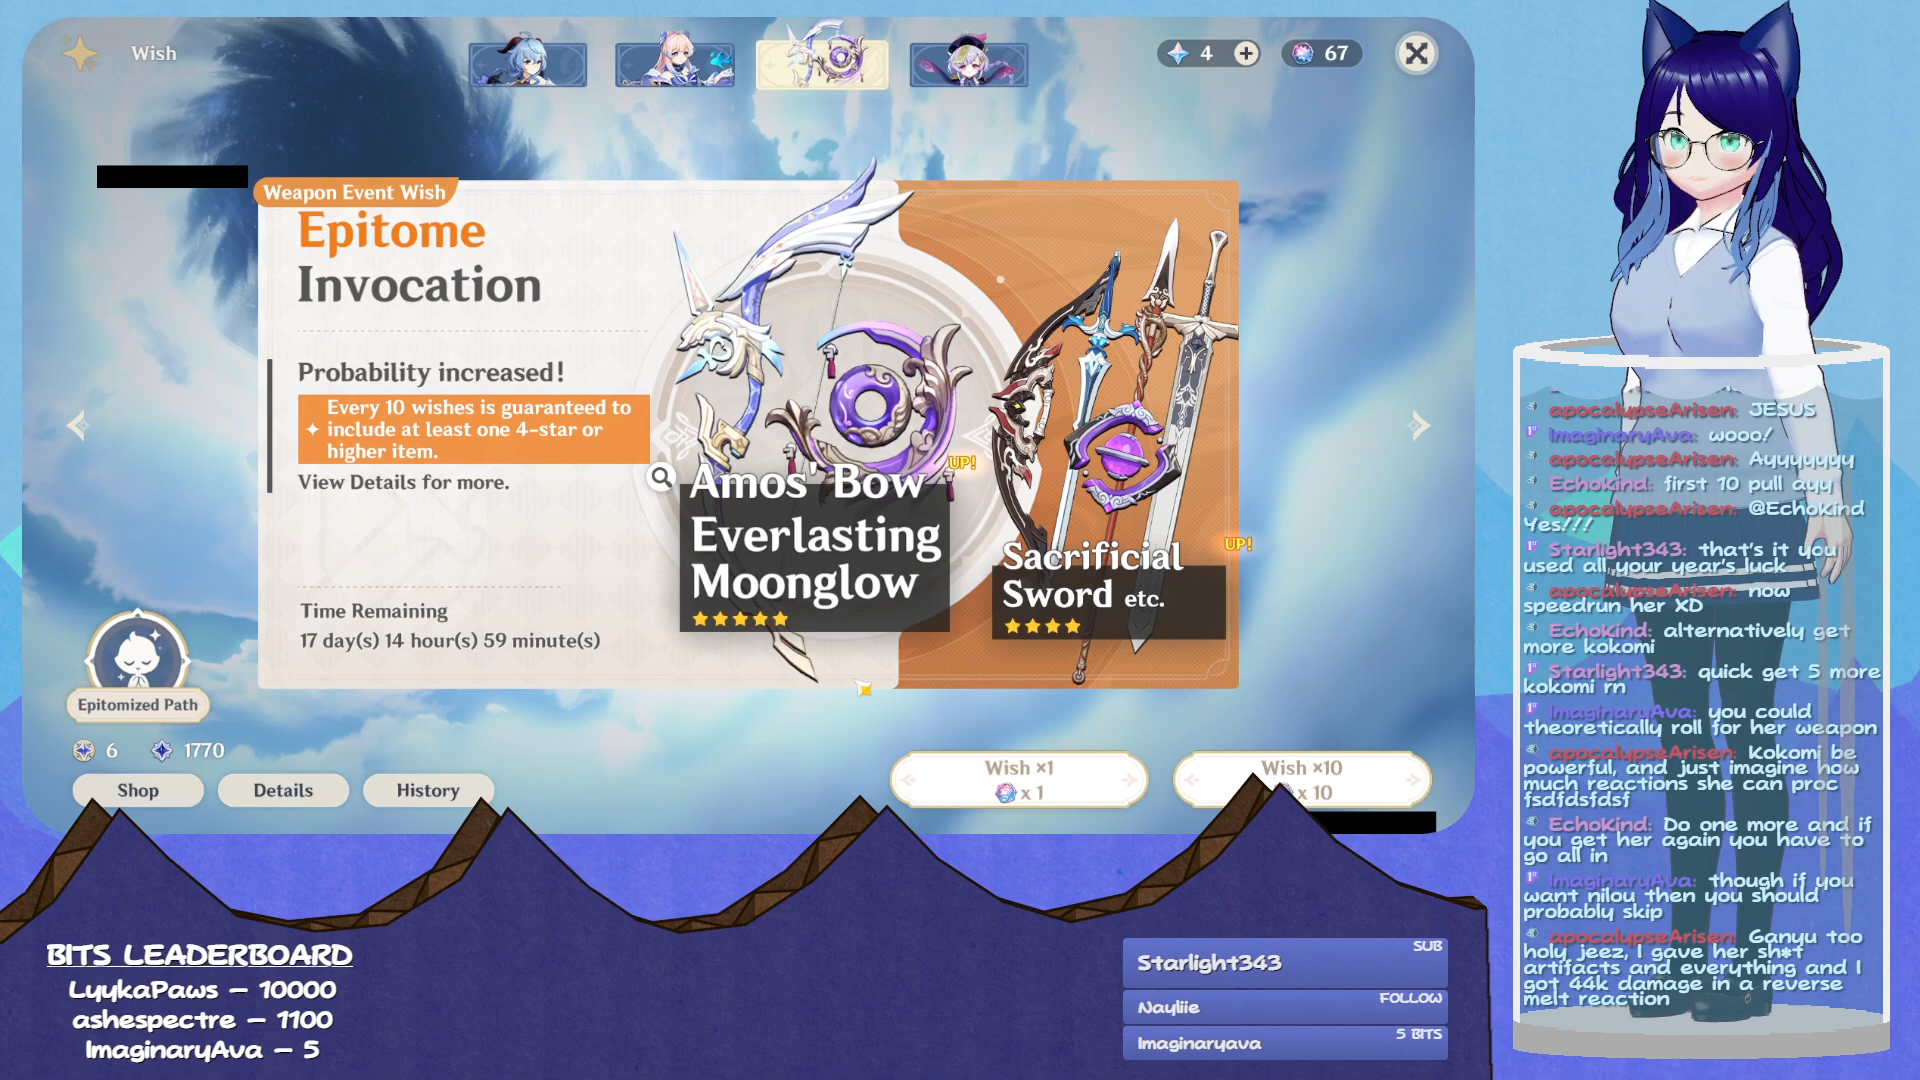 Wish
4
67
Weapon Event Wish
Epitome
Invocation
Probability increased!
Every 10 wishes is guaranteed to
include at least one 4-star or
higher item.
View Details for more.
Time Remaining
17 day(s) 14 hour(s) 59 minute(s)
UP!
Amos' Bow
Everlasting
Moonglow
UP!
Sacrificial
Sword etc.
Epitomized Path
6
1770
Shop
Details
History
Wish ×1
x 1
Wish ×10
x 10
BITS LEADERBOARD
LyykaPaws – 10000
ashespectre – 1100
ImaginaryAva – 5
SUB
Starlight343
FOLLOW
Nayliie
5 BITS
Imaginaryava
apocalypseArisen: JESUS
ImaginaryAva: wooo!
apocalypseArisen: Ayyyyyyy
EchoKind: first 10 pull ayy
apocalypseArisen: @EchoKind
Yes!!!
Starlight343: that's it you
used all your year's luck
apocalypseArisen: now
speedrun her XD
EchoKind: alternatively get
more kokomi
Starlight343: quick get 5 more
kokomi rn
ImaginaryAva: you could
theoretically roll for her weapon
apocalypseArisen: Kokomi be
powerful, and just imagine how
much reactions she can proc
fsdfdsfdsf
EchoKind: Do one more and if
you get her again you have to
go all in
ImaginaryAva: though if you
want nilou then you should
probably skip
apocalypseArisen: Ganyu too
holy jeez, I gave her sh*t
artifacts and everything and I
got 44k damage in a reverse
melt reaction